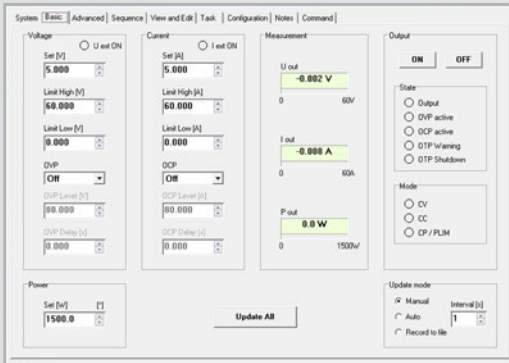 System Basic Advanced Sequence View and Edit Task Configuration Notes Command
Voltage
U ext ON
Set [V]
5.000
Limit High [V]
60.000
Limit Low [V]
0.000
OVP
Off
OVP Level [V]
80.000
OVP Delay [s]
0.000
Current
I ext ON
Set [A]
5.000
Limit High [A]
60.000
Limit Low [A]
0.000
OCP
Off
OCP Level [A]
80.000
OCP Delay [s]
0.000
Measurement
U out
-0.002 V
0 60V
I out
-0.008 A
0 60A
P out
0.0 W
0 1500W
Output
ON OFF
State
Output
OVP active
OCP active
OTP Warning
OTP Shutdown
Mode
CV
CC
CP / PLIM
Power
Set [W] [*]
1500.0
Update All
Update mode
Manual Interval [s]
Auto 1
Record to file